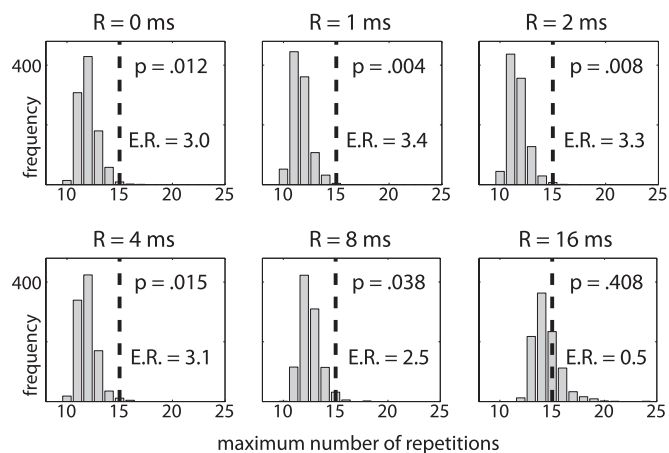 R = 0 ms
R = 1 ms
R = 2 ms
400
p = .012
p = .004
p = .008
frequency
E.R. = 3.0
E.R. = 3.4
E.R. = 3.3
10 15 20 25
10 15 20 25
10 15 20 25
R = 4 ms
R = 8 ms
R = 16 ms
400
p = .015
p = .038
p = .408
frequency
E.R. = 3.1
E.R. = 2.5
E.R. = 0.5
10 15 20 25
10 15 20 25
10 15 20 25
maximum number of repetitions